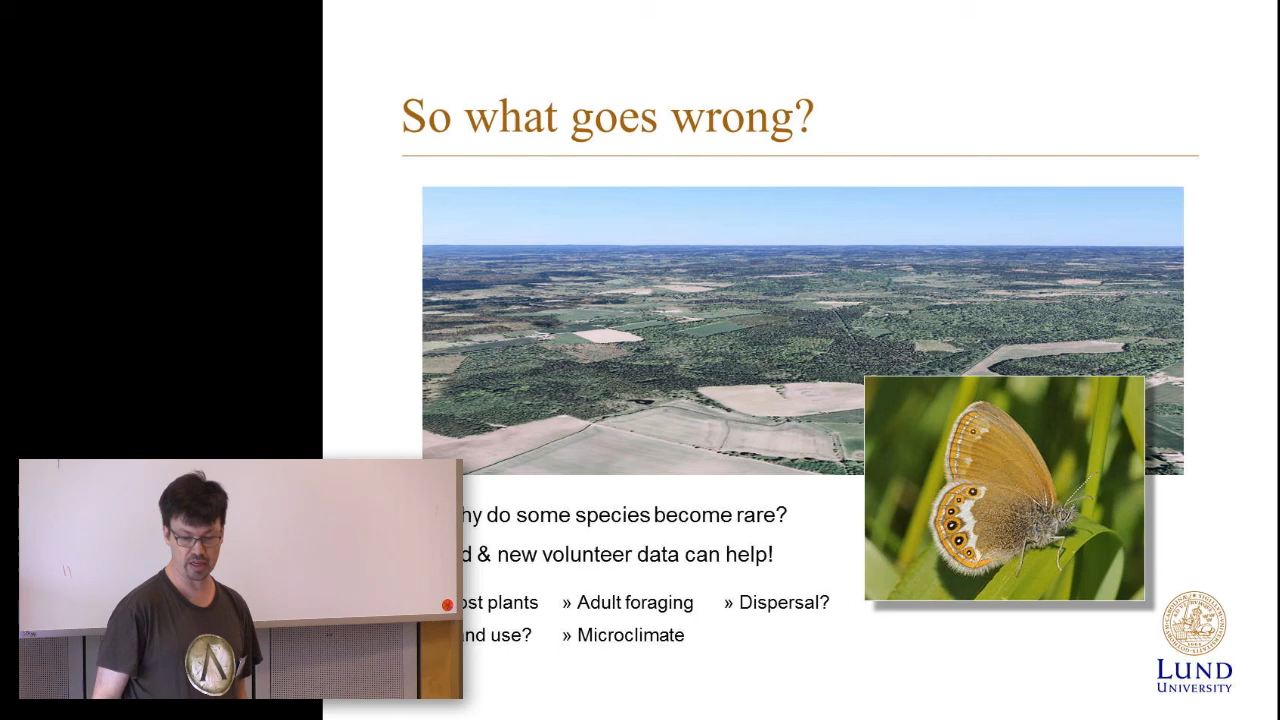 So what goes wrong?
hy do some species become rare?
d & new volunteer data can help!
ost plants » Adult foraging » Dispersal?
nd use? » Microclimate
Λ
LUND
UNIVERSITY